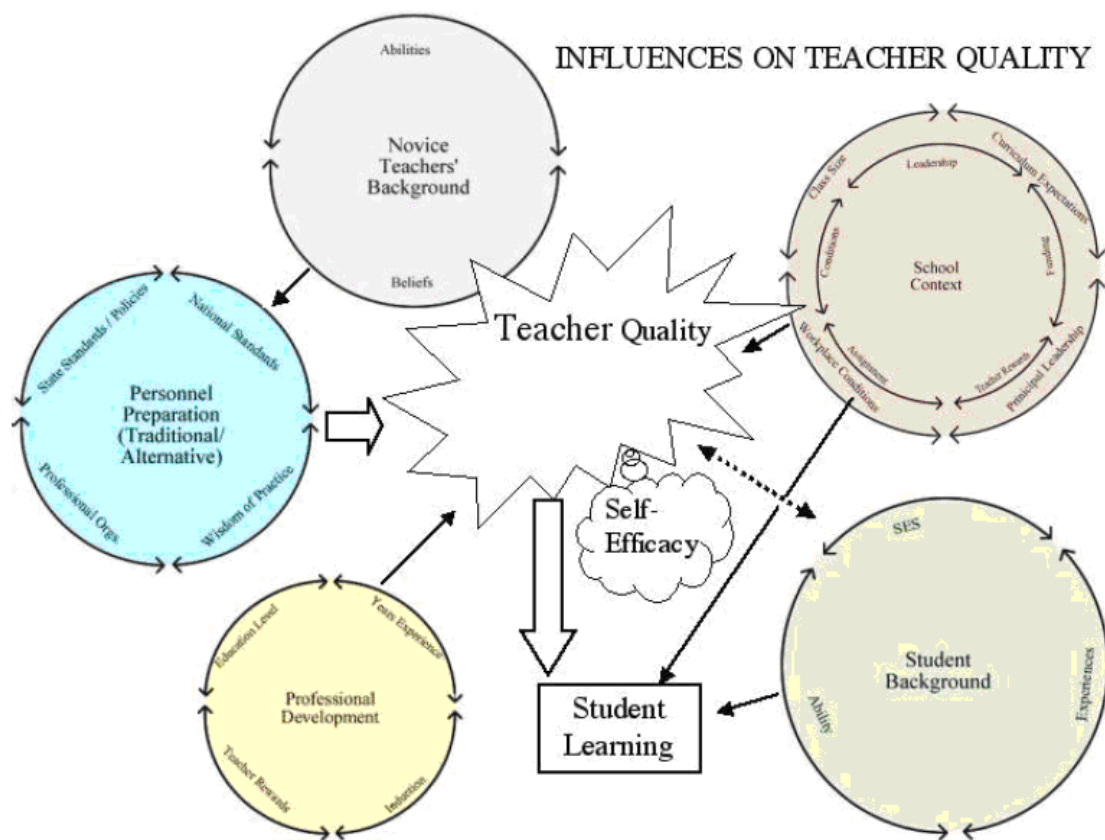 INFLUENCES ON TEACHER QUALITY
Abilities
Novice
Teachers'
Background
Beliefs
Class Size
Curriculum Expectations
Leadership
Conditions
Funding
School
Context
Assignment
Teacher Rewards
Workplace Conditions
Prinicipal Leadership
State Standards / Policies
National Standards
Personnel
Preparation
(Traditional/
Alternative)
Professional Orgs.
Wisdom of Practice
Teacher Quality
Self-
Efficacy
Education Level
Years Experience
Professional
Development
Teacher Rewards
Induction
Student
Learning
SES
Student
Background
Ability
Experiences